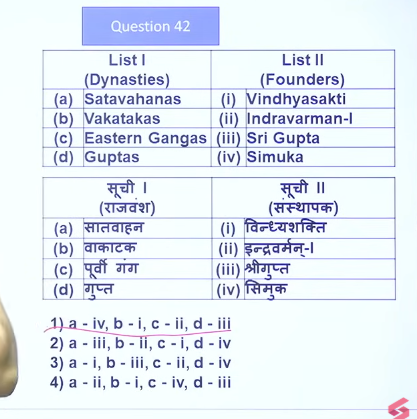 Question 42
List I List II
(Dynasties) (Founders)
(a) Satavahanas (i) Vindhyasakti
(b) Vakatakas (ii) Indravarman-I
(c) Eastern Gangas (iii) Sri Gupta
(d) Guptas (iv) Simuka
सूची I सूची II
(राजवंश) (संस्थापक)
(a) सातवाहन (i) विन्ध्यशक्ति
(b) वाकाटक (ii) इन्द्रवर्मन्-I
(c) पूर्वी गंग (iii) श्रीगुप्त
(d) गुप्त (iv) सिमुक
1) a - iv, b - i, c - ii, d - iii
2) a - iii, b - ii, c - i, d - iv
3) a - i, b - iii, c - ii, d - iv
4) a - ii, b - i, c - iv, d - iii